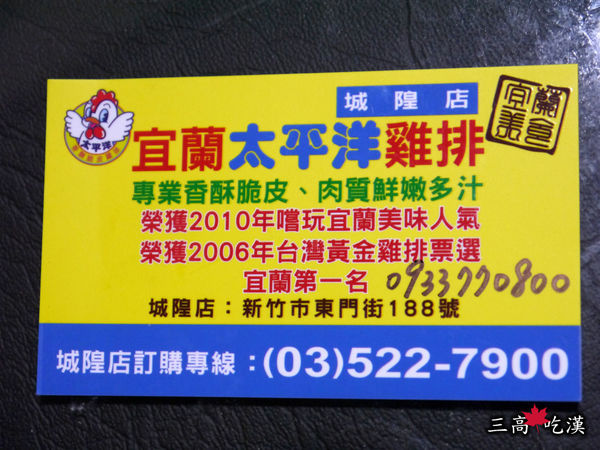 城隍店
太平洋
宜蘭太平洋雞排
專業香酥脆皮、肉質鮮嫩多汁
榮獲2010年嚐玩宜蘭美味人氣
榮獲2006年台灣黃金雞排票選
宜蘭第一名 0933770800
城隍店：新竹市東門街188號
城隍店訂購專線：(03)522-7900
三高 吃漢